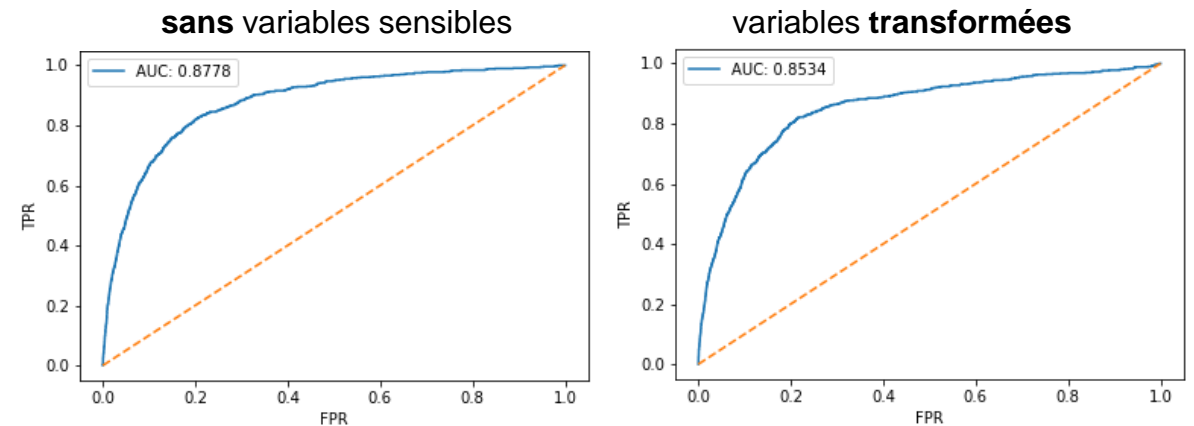 sans variables sensibles
AUC: 0.8778
1.0
0.8
0.6
0.4
0.2
0.0
TPR
0.0 0.2 0.4 0.6 0.8 1.0
FPR
variables transformées
AUC: 0.8534
1.0
0.8
0.6
0.4
0.2
0.0
TPR
0.0 0.2 0.4 0.6 0.8 1.0
FPR